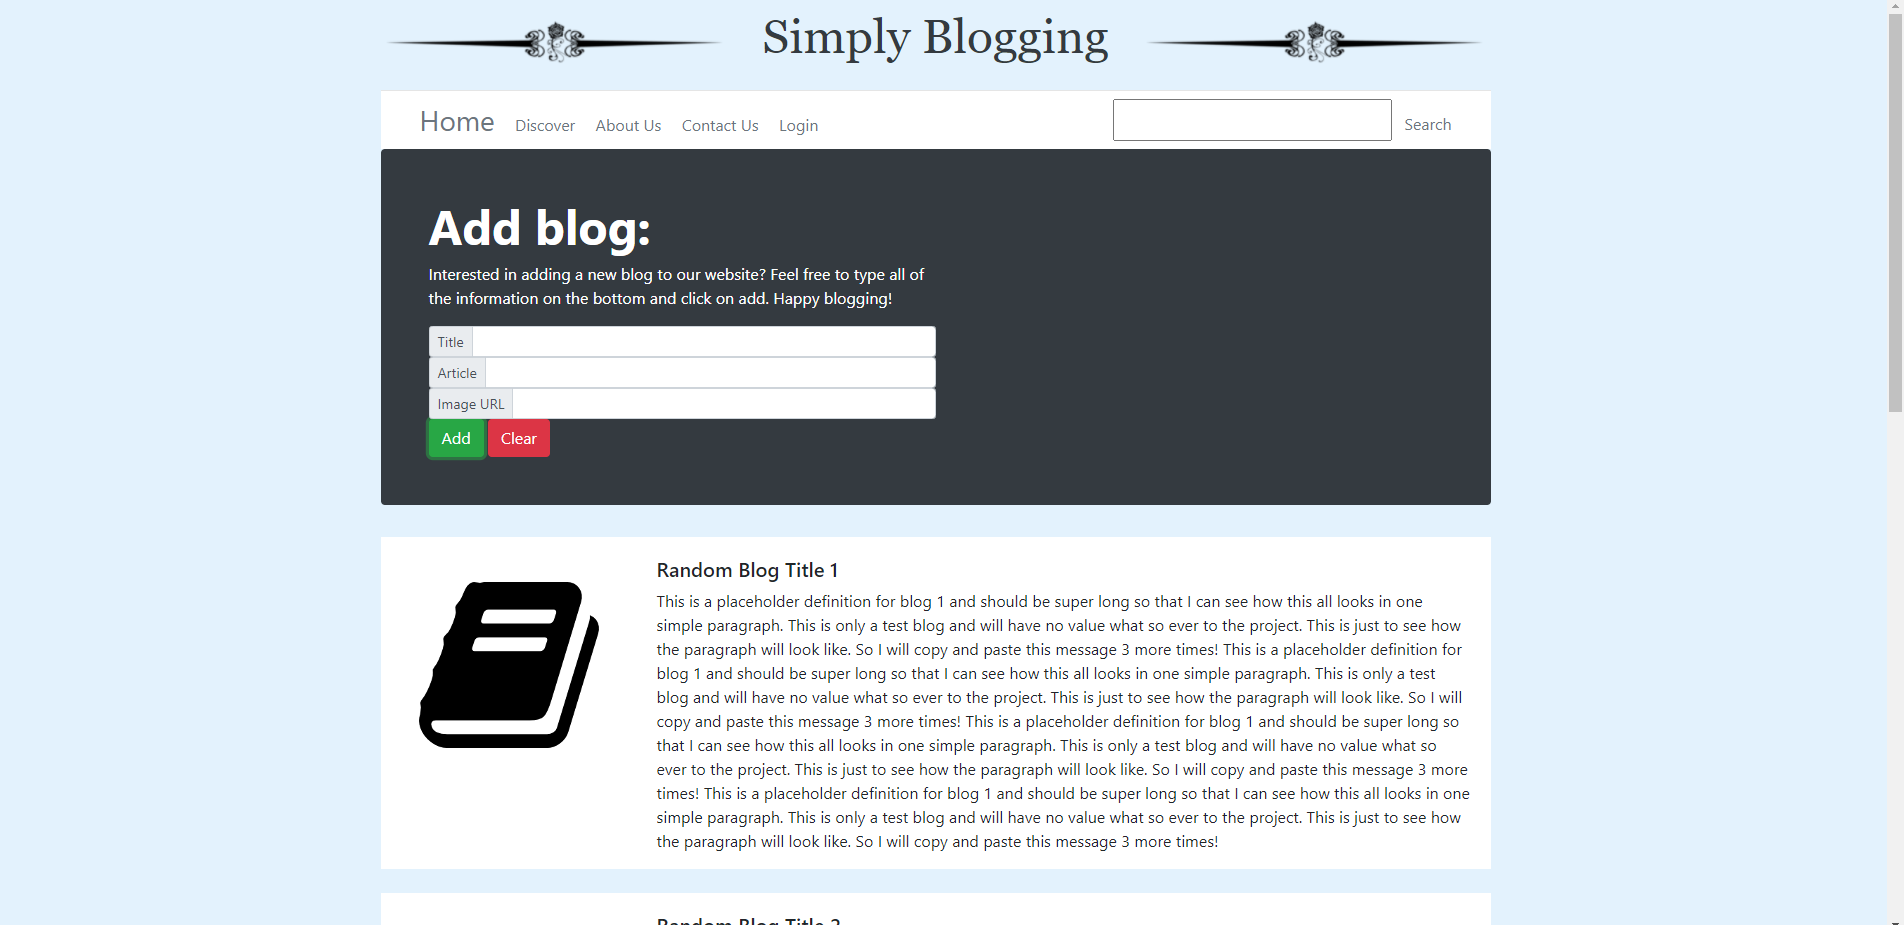 Simply Blogging
Home Discover About Us Contact Us Login Search
Add blog:
Interested in adding a new blog to our website? Feel free to type all of
the information on the bottom and click on add. Happy blogging!
Title
Article
Image URL
Add Clear
Random Blog Title 1
This is a placeholder definition for blog 1 and should be super long so that I can see how this all looks in one
simple paragraph. This is only a test blog and will have no value what so ever to the project. This is just to see how
the paragraph will look like. So I will copy and paste this message 3 more times! This is a placeholder definition for
blog 1 and should be super long so that I can see how this all looks in one simple paragraph. This is only a test
blog and will have no value what so ever to the project. This is just to see how the paragraph will look like. So I will
copy and paste this message 3 more times! This is a placeholder definition for blog 1 and should be super long so
that I can see how this all looks in one simple paragraph. This is only a test blog and will have no value what so
ever to the project. This is just to see how the paragraph will look like. So I will copy and paste this message 3 more
times! This is a placeholder definition for blog 1 and should be super long so that I can see how this all looks in one
simple paragraph. This is only a test blog and will have no value what so ever to the project. This is just to see how
the paragraph will look like. So I will copy and paste this message 3 more times!
Random Blog Title 2